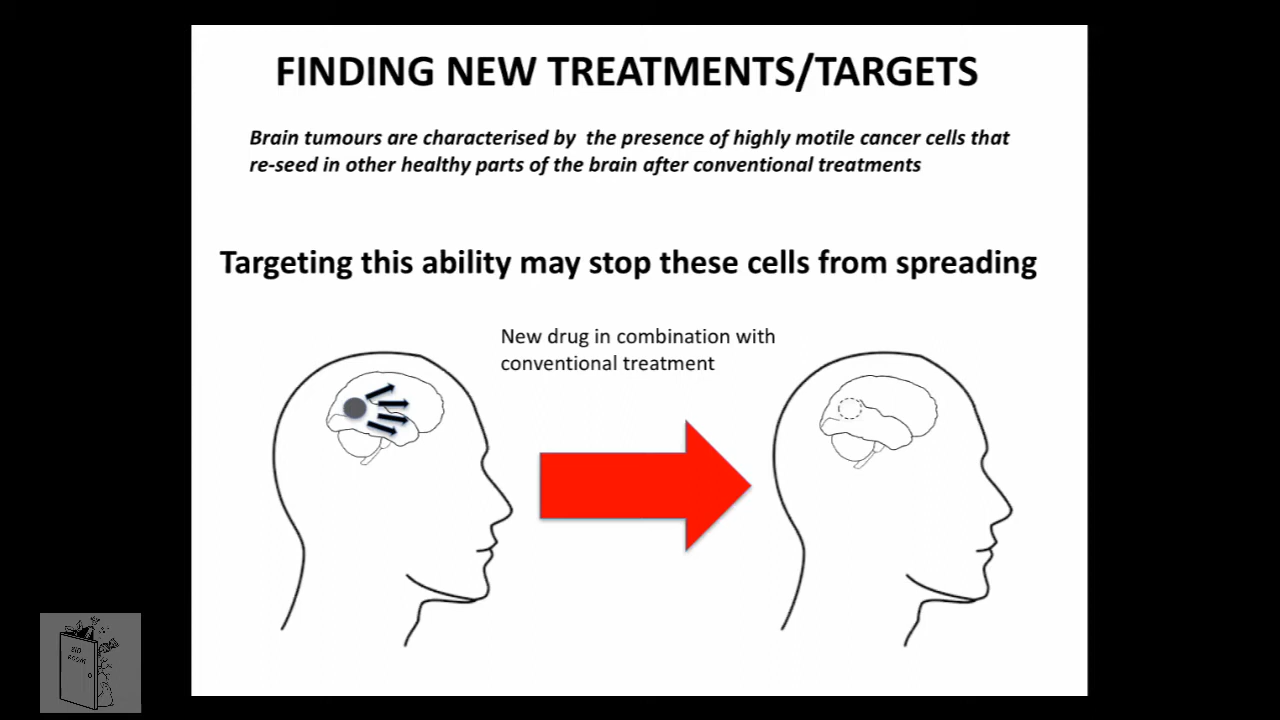 FINDING NEW TREATMENTS/TARGETS
Brain tumours are characterised by the presence of highly motile cancer cells that
re-seed in other healthy parts of the brain after conventional treatments
Targeting this ability may stop these cells from spreading
New drug in combination with
conventional treatment